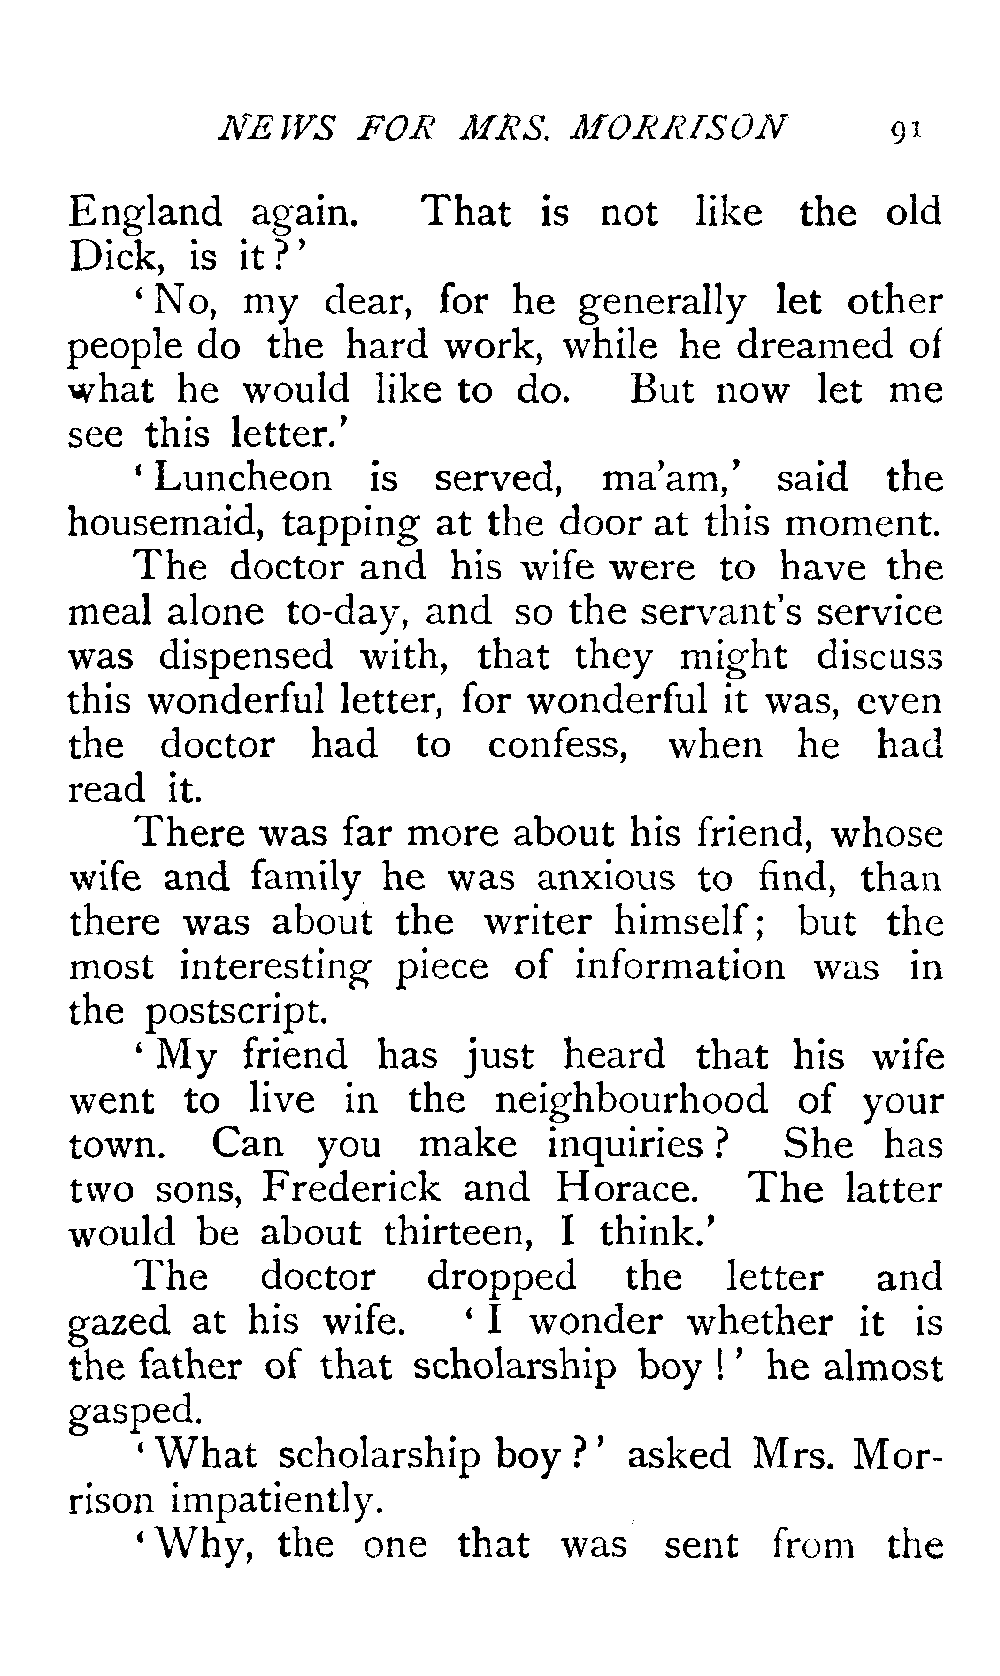 NEWS FOR MRS. MORRISON 91
England again. That is not like the old
Dick, is it?'
'No, my dear, for he generally let other
people do the hard work, while he dreamed of
what he would like to do. But now let me
see this letter.'
'Luncheon is served, ma'am,' said the
housemaid, tapping at the door at this moment.
The doctor and his wife were to have the
meal alone to-day, and so the servant's service
was dispensed with, that they might discuss
this wonderful letter, for wonderful it was, even
the doctor had to confess, when he had
read it.
There was far more about his friend, whose
wife and family he was anxious to find, than
there was about the writer himself; but the
most interesting piece of information was in
the postscript.
'My friend has just heard that his wife
went to live in the neighbourhood of your
town. Can you make inquiries? She has
two sons, Frederick and Horace. The latter
would be about thirteen, I think.'
The doctor dropped the letter and
gazed at his wife. 'I wonder whether it is
the father of that scholarship boy!' he almost
gasped.
'What scholarship boy?' asked Mrs. Mor-
rison impatiently.
'Why, the one that was sent from the